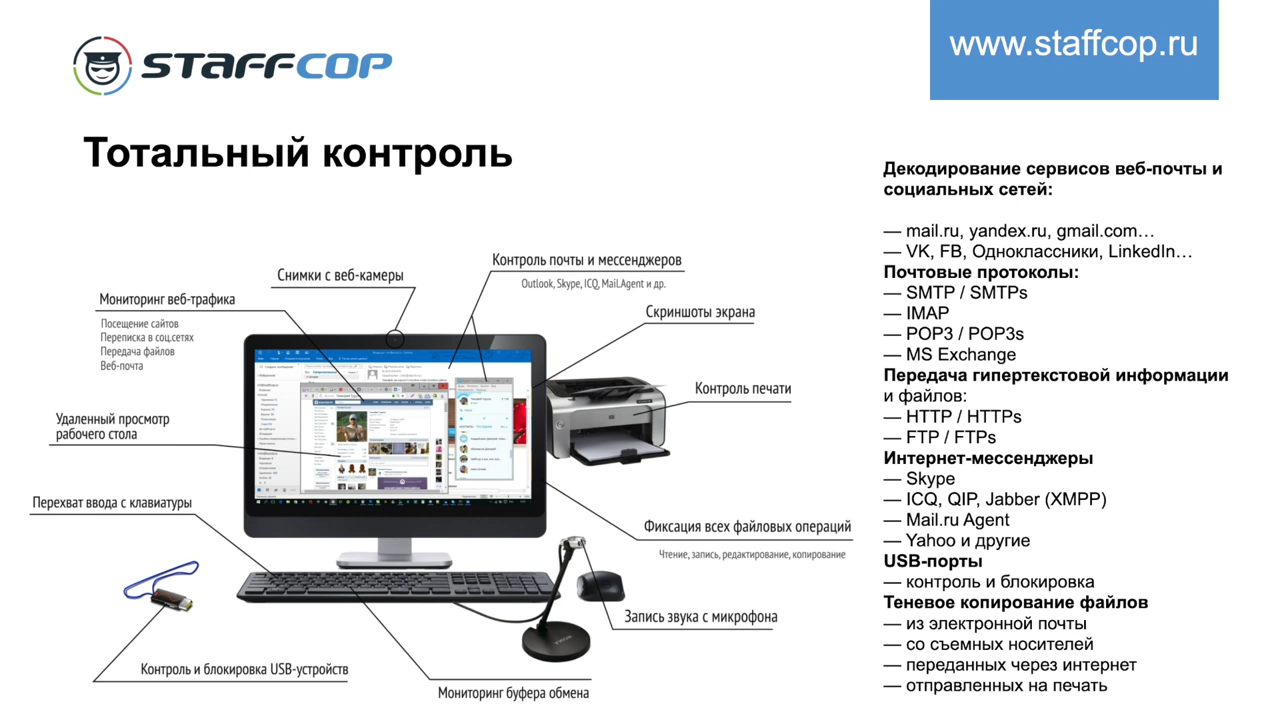 STAFFCOP
www.staffcop.ru
Тотальный контроль
Снимки с веб-камеры
Контроль почты и мессенджеров
Outlook, Skype, ICQ, Mail.Agent и др.
Мониторинг веб-трафика
Посещение сайтов
Переписка в соц.сетях
Передача файлов
Веб-почта
Скриншоты экрана
Контроль печати
Удаленный просмотр
рабочего стола
Перехват ввода с клавиатуры
Фиксация всех файловых операций
Чтение, запись, редактирование, копирование
Запись звука с микрофона
Контроль и блокировка USB-устройств
Мониторинг буфера обмена
Декодирование сервисов веб-почты и
социальных сетей:
— mail.ru, yandex.ru, gmail.com…
— VK, FB, Одноклассники, LinkedIn…
Почтовые протоколы:
— SMTP / SMTPs
— IMAP
— POP3 / POP3s
— MS Exchange
Передача гипертекстовой информации
и файлов:
— HTTP / HTTPs
— FTP / FTPs
Интернет-мессенджеры
— Skype
— ICQ, QIP, Jabber (XMPP)
— Mail.ru Agent
— Yahoo и другие
USB-порты
— контроль и блокировка
Теневое копирование файлов
— из электронной почты
— со съемных носителей
— переданных через интернет
— отправленных на печать